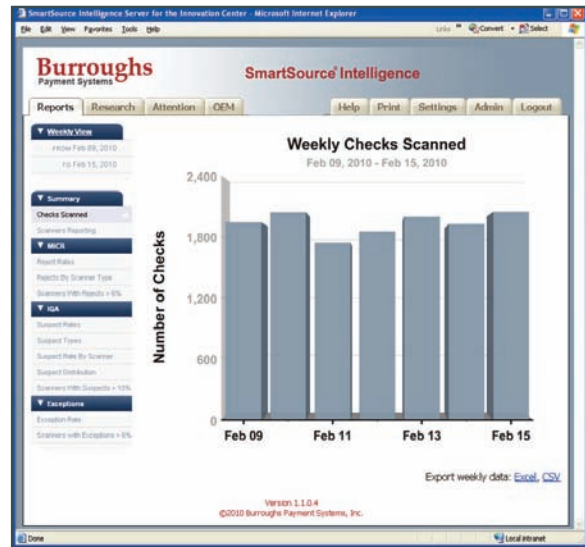 SmartSource Intelligence Server for the Innovation Center - Microsoft Internet Explorer
File Edit View Favorites Tools Help
Links » Convert Select
Burroughs
Payment Systems
SmartSource® Intelligence
Reports Research Attention OEM Help Print Settings Admin Logout
▼ Weekly View
FROM Feb 09, 2010
TO Feb 15, 2010
▼ Summary
Checks Scanned
Scanners Reporting
▼ MICR
Reject Rates
Rejects By Scanner Type
Scanners With Rejects > 6%
▼ IQA
Suspect Rates
Suspect Types
Suspect Rate By Scanner
Suspect Distribution
Scanners With Suspects > 10%
▼ Exceptions
Exception Rate
Scanners with Exceptions > 6%
Weekly Checks Scanned
Feb 09, 2010 - Feb 15, 2010
Number of Checks
2,400
1,800
1,200
600
0
Feb 09 Feb 11 Feb 13 Feb 15
Export weekly data: Excel, CSV
Version 1.1.0.4
©2010 Burroughs Payment Systems, Inc.
Done Local intranet